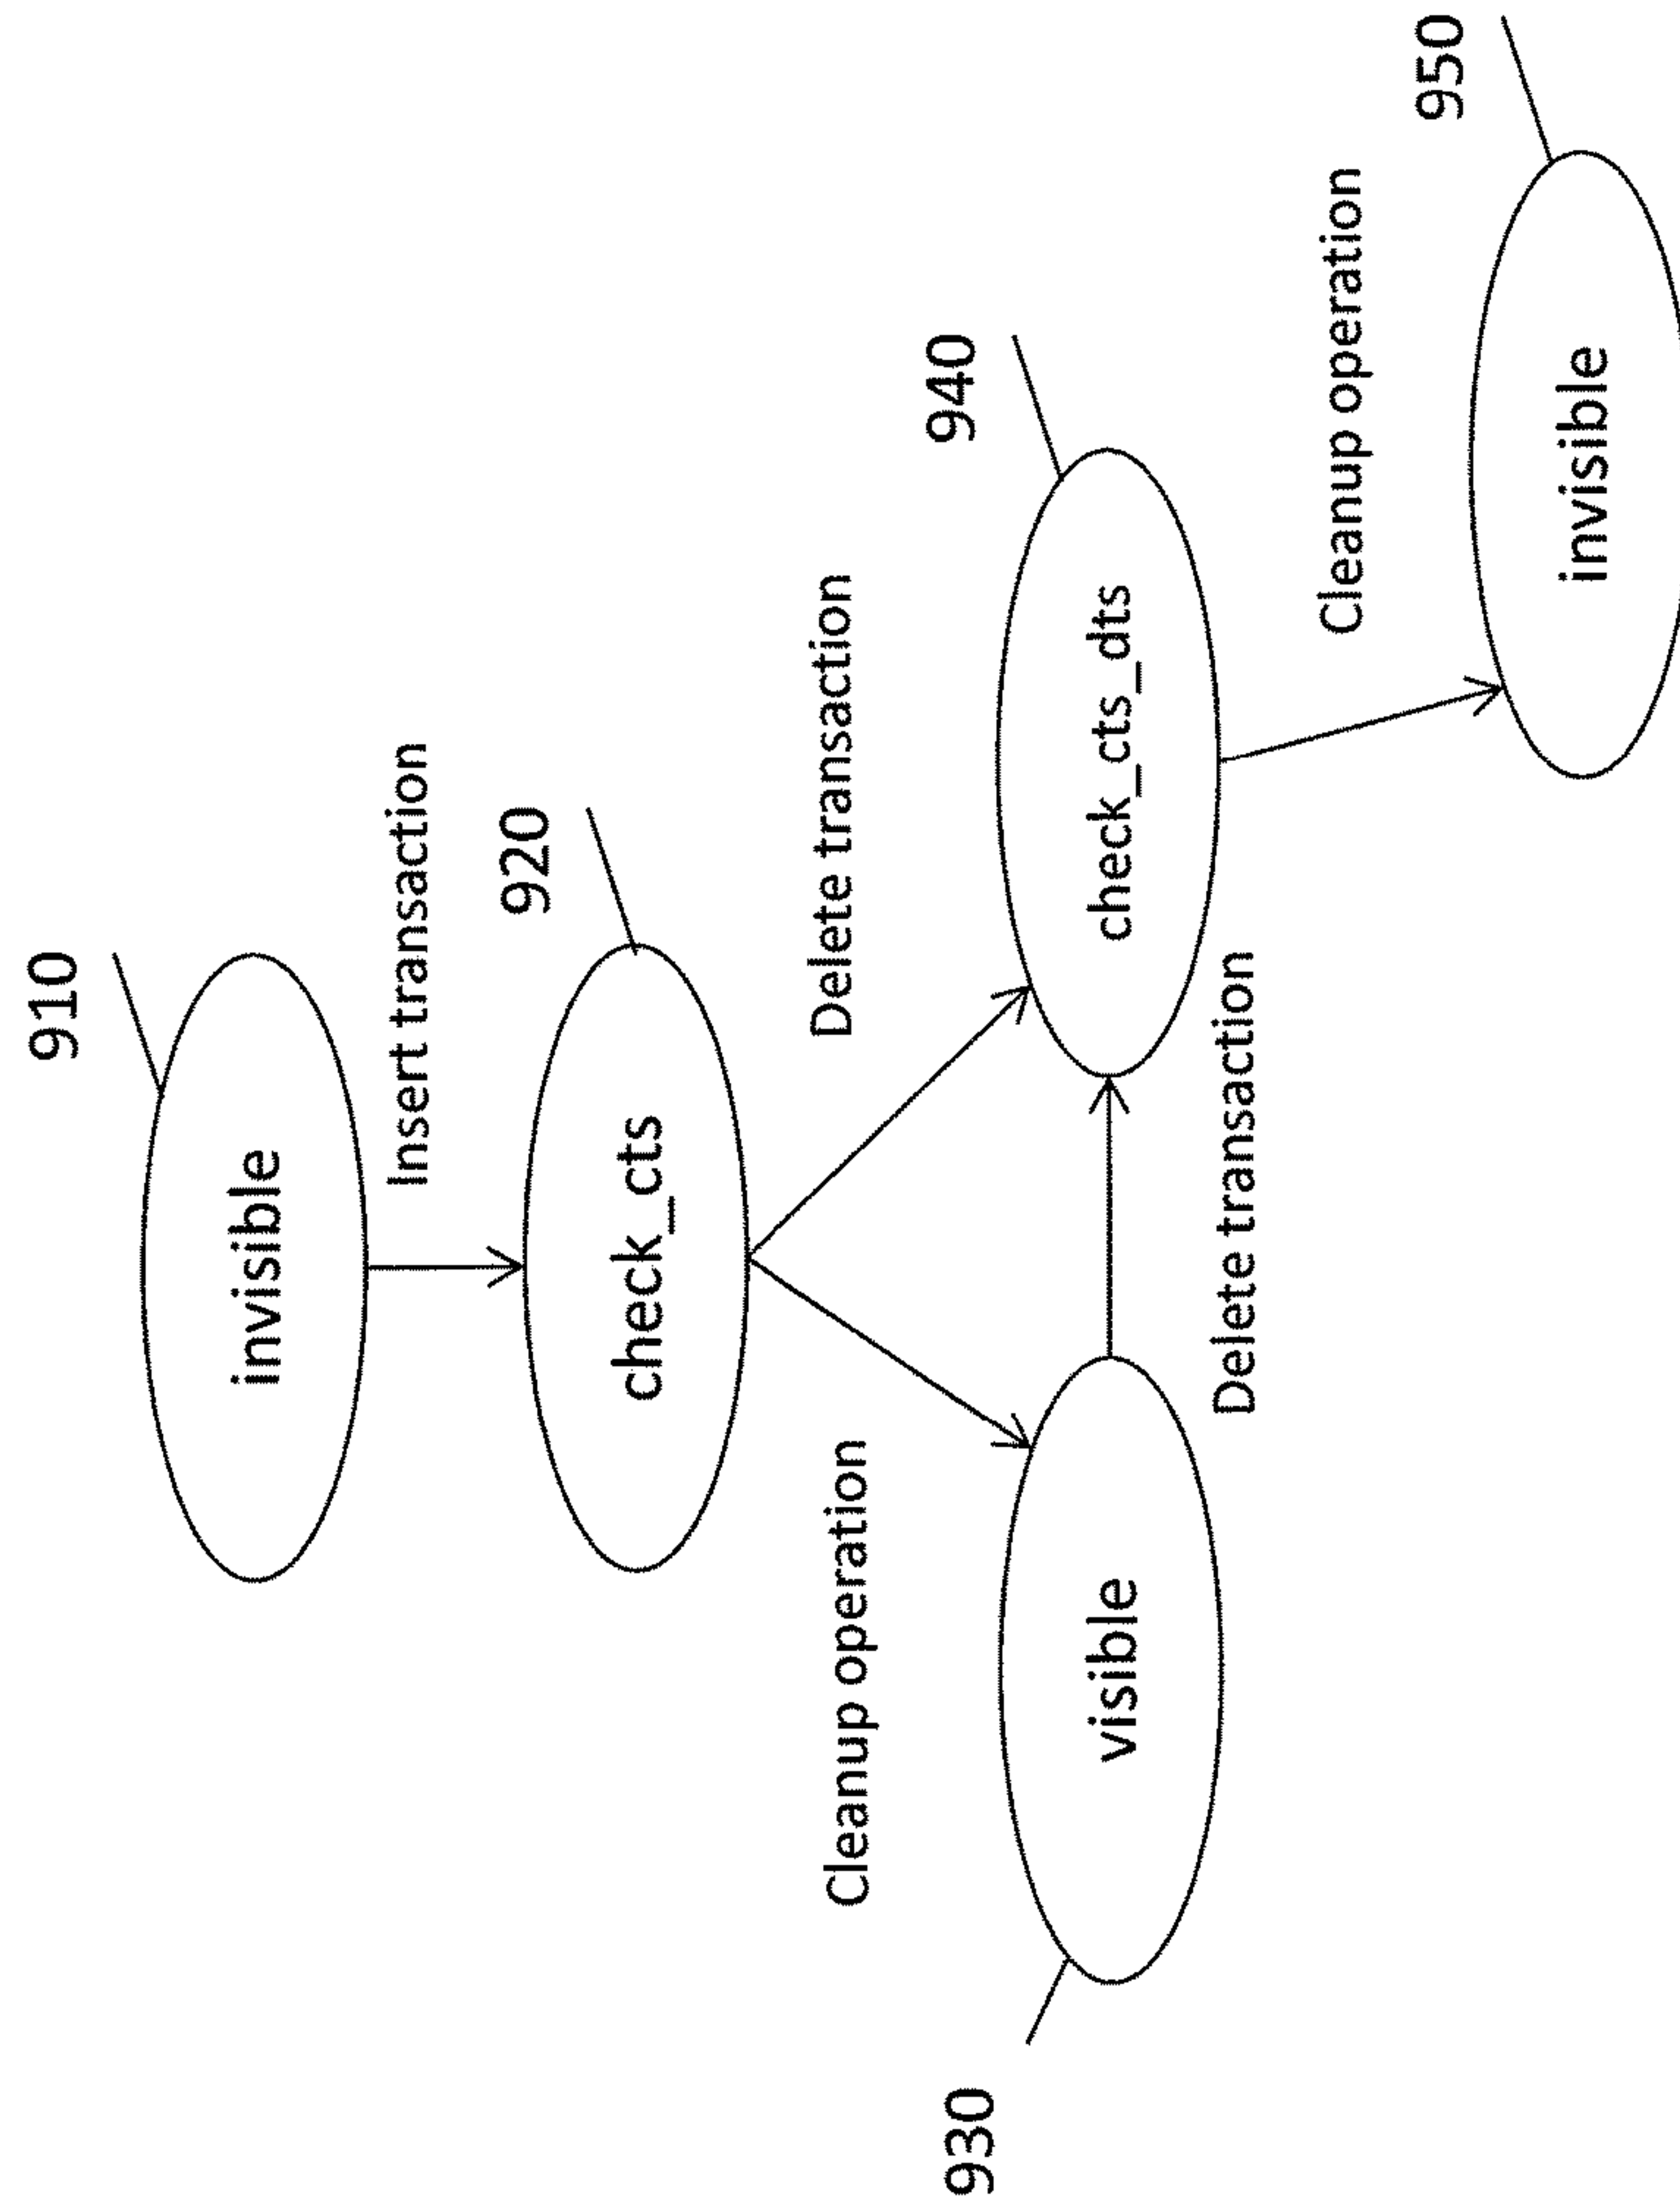 910
invisible
Insert transaction
920
check_cts
Cleanup operation
Delete transaction
930
visible
940
check_cts_dts
Delete transaction
Cleanup operation
950
invisible